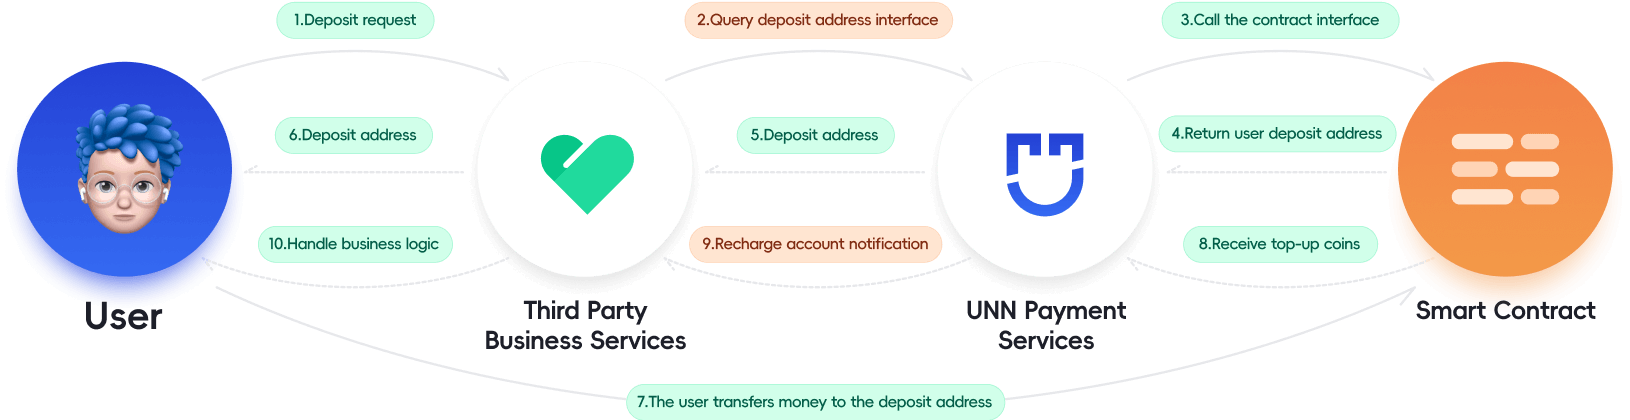 1.Deposit request
2.Query deposit address interface
3.Call the contract interface
6.Deposit address
5.Deposit address
4.Return user deposit address
10.Handle business logic
9.Recharge account notification
8.Receive top-up coins
User
Third Party
Business Services
UNN Payment
Services
Smart Contract
7.The user transfers money to the deposit address